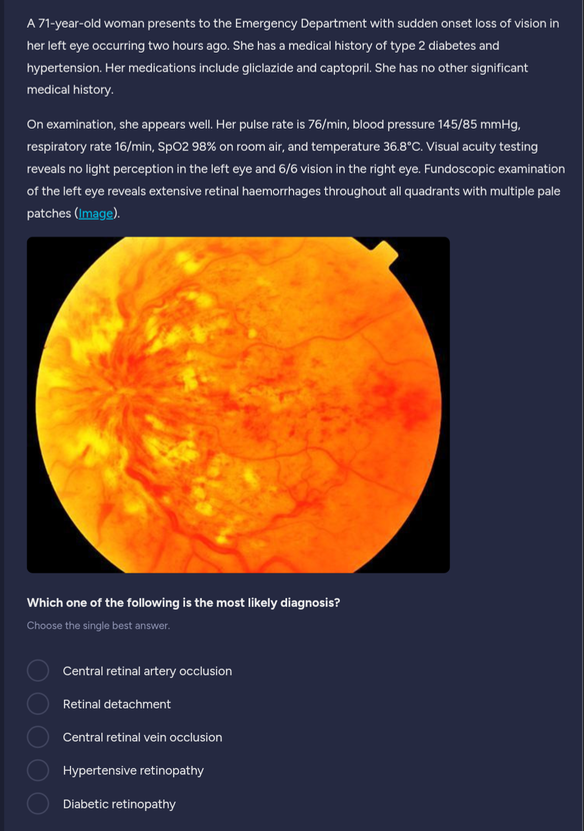 A 71-year-old woman presents to the Emergency Department with sudden onset loss of vision in
her left eye occurring two hours ago. She has a medical history of type 2 diabetes and
hypertension. Her medications include gliclazide and captopril. She has no other significant
medical history.
On examination, she appears well. Her pulse rate is 76/min, blood pressure 145/85 mmHg,
respiratory rate 16/min, SpO2 98% on room air, and temperature 36.8°C. Visual acuity testing
reveals no light perception in the left eye and 6/6 vision in the right eye. Fundoscopic examination
of the left eye reveals extensive retinal haemorrhages throughout all quadrants with multiple pale
patches (Image).
Which one of the following is the most likely diagnosis?
Choose the single best answer.
Central retinal artery occlusion
Retinal detachment
Central retinal vein occlusion
Hypertensive retinopathy
Diabetic retinopathy